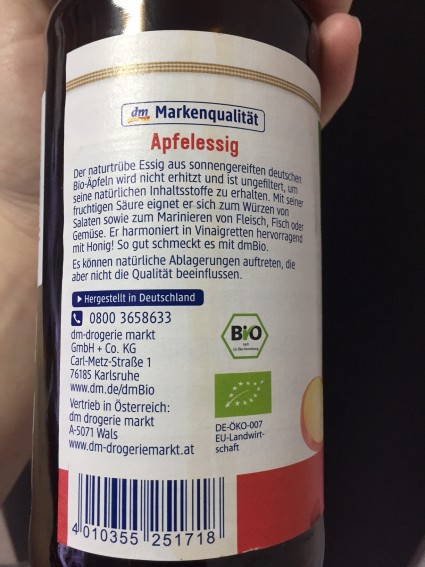 dm Markenqualität
Apfelessig
Der naturtrübe Essig aus sonnengereiften deutschen
Bio-Äpfeln wird nicht erhitzt und ist ungefiltert, um
seine natürlichen Inhaltsstoffe zu erhalten. Mit seiner
fruchtigen Säure eignet er sich zum Würzen von
Salaten sowie zum Marinieren von Fleisch, Fisch oder
Gemüse. Er harmoniert in Vinaigretten hervorragend
mit Honig! So gut schmeckt es mit dmBio.
Es können natürliche Ablagerungen auftreten, die
aber nicht die Qualität beeinflussen.
Hergestellt in Deutschland
0800 3658633
dm-drogerie markt
GmbH + Co. KG
Carl-Metz-Straße 1
76185 Karlsruhe
www.dm.de/dmBio
Vertrieb in Österreich:
dm drogerie markt
A-5071 Wals
www.dm-drogeriemarkt.at
Bio
DE-ÖKO-007
EU-Landwirt-
schaft
4 010355 251718